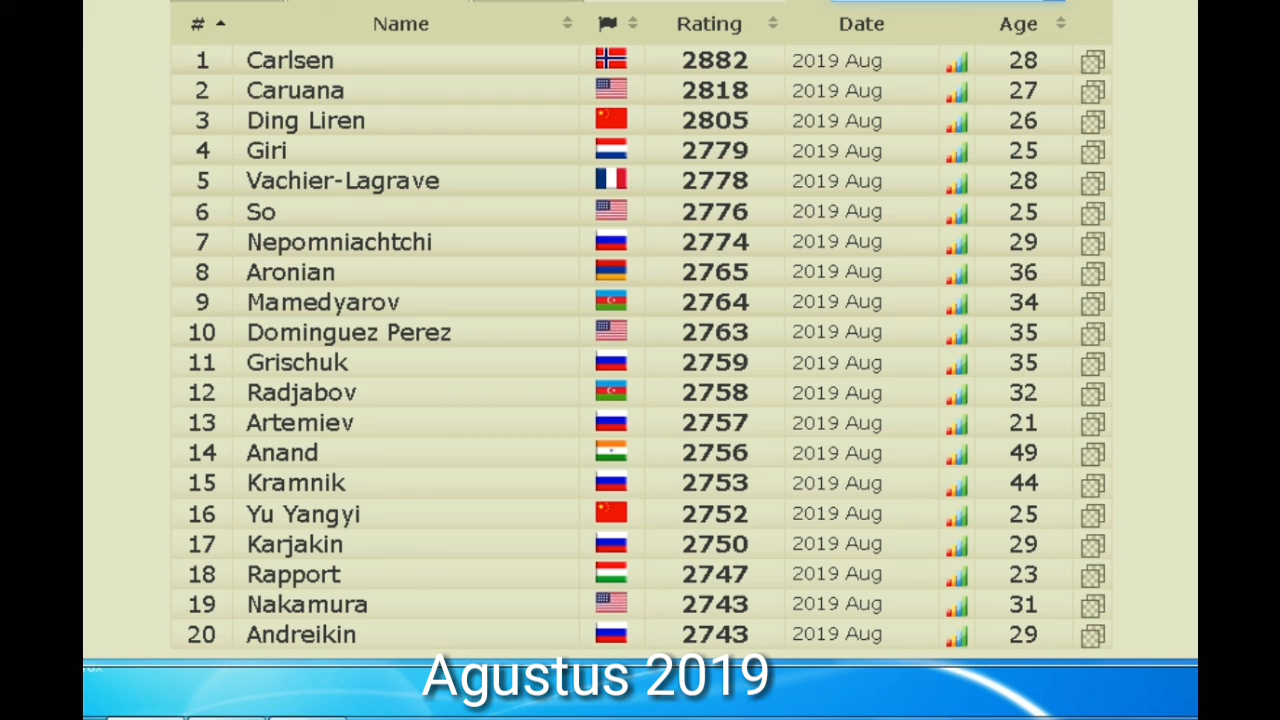 # Name Rating Date Age
1 Carlsen 2882 2019 Aug 28
2 Caruana 2818 2019 Aug 27
3 Ding Liren 2805 2019 Aug 26
4 Giri 2779 2019 Aug 25
5 Vachier-Lagrave 2778 2019 Aug 28
6 So 2776 2019 Aug 25
7 Nepomniachtchi 2774 2019 Aug 29
8 Aronian 2765 2019 Aug 36
9 Mamedyarov 2764 2019 Aug 34
10 Dominguez Perez 2763 2019 Aug 35
11 Grischuk 2759 2019 Aug 35
12 Radjabov 2758 2019 Aug 32
13 Artemiev 2757 2019 Aug 21
14 Anand 2756 2019 Aug 49
15 Kramnik 2753 2019 Aug 44
16 Yu Yangyi 2752 2019 Aug 25
17 Karjakin 2750 2019 Aug 29
18 Rapport 2747 2019 Aug 23
19 Nakamura 2743 2019 Aug 31
20 Andreikin 2743 2019 Aug 29
Agustus 2019